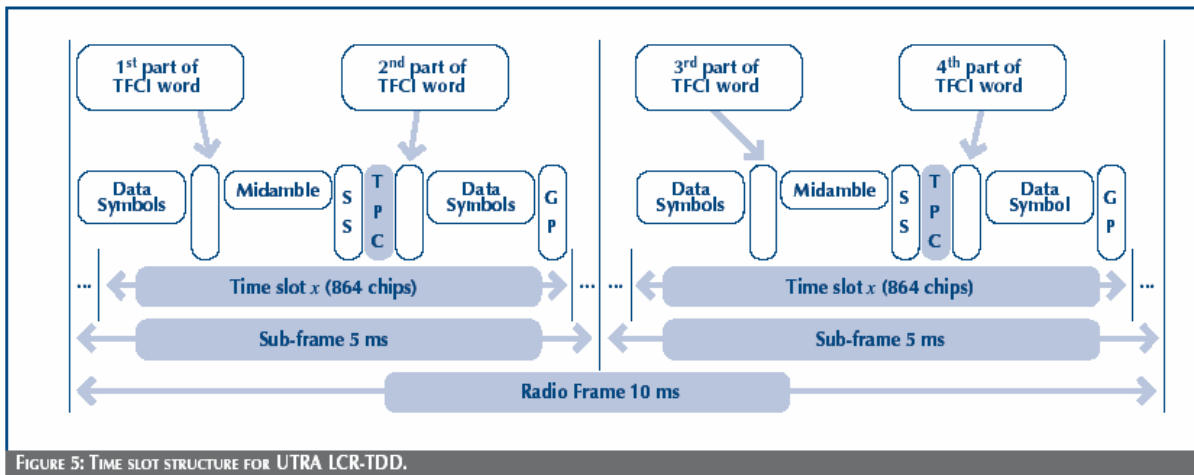 1st part of
TFCI word
2nd part of
TFCI word
3rd part of
TFCI word
4th part of
TFCI word
Data
Symbols
Midamble
S
S
T
P
C
Data
Symbols
G
P
Data
Symbols
Midamble
S
S
T
P
C
Data
Symbol
G
P
...
Time slot x (864 chips)
...
...
Time slot x (864 chips)
...
Sub-frame 5 ms
Sub-frame 5 ms
Radio Frame 10 ms
FIGURE 5: TIME SLOT STRUCTURE FOR UTRA LCR-TDD.